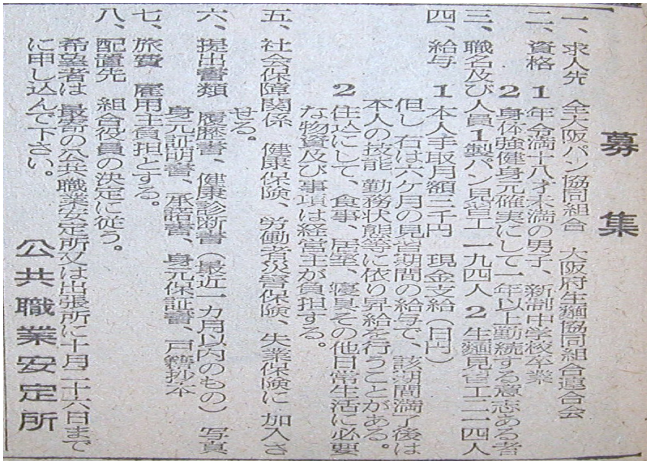 募集
一、求人先　全大阪パン協同組合　大阪府生麺協同組合連合会
二、資格　1 年令満十八才未満の男子、新制中学校卒業
2 身体強健身元確実にして一年以上勤続する意志ある者
三、職名及び人員 1 製パン見習工 一九四人 2 生麺見習工 二二四人
四、給与　1 本人手取月額三千円　現金支給（日円）
但し 右は六ケ月の見習期間の給与で、該期間満了後は
本人の技能、勤務状態等に依り昇給を行うことがある。
2 住込にして、食事、居室、寝具その他日常生活に必要
な物資及び事項は経営主が負担する。
五、社会保障関係　健康保険、労働者災害保険、失業保険に 加入さ
せる。
六、提出書類　履歴書、健康診断書（最近一カ月以内のもの）　写真
身元証明書、承諾書、身元保証書、戸籍抄本
七、旅費　雇用主負担とする。
八、配置先　組合役員の決定に従う。
希望者は 最寄の公共職業安定所又は出張所に十月二十六日まで
に申し込んで下さい。
公共職業安定所